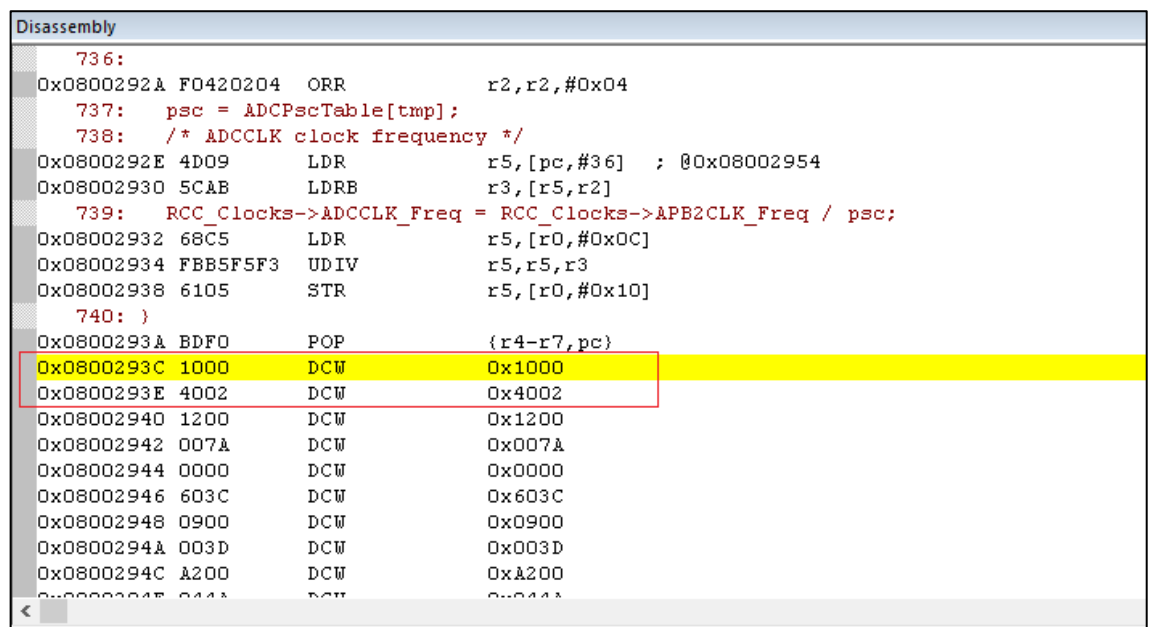 Disassembly
736:
0x0800292A F0420204 ORR r2,r2,#0x04
737: psc = ADCPscTable[tmp];
738: /* ADCCLK clock frequency */
0x0800292E 4D09 LDR r5,[pc,#36] ; @0x08002954
0x08002930 5CAB LDRB r3,[r5,r2]
739: RCC_Clocks->ADCCLK_Freq = RCC_Clocks->APB2CLK_Freq / psc;
0x08002932 68C5 LDR r5,[r0,#0x0C]
0x08002934 FBB5F5F3 UDIV r5,r5,r3
0x08002938 6105 STR r5,[r0,#0x10]
740: }
0x0800293A BDF0 POP {r4-r7,pc}
0x0800293C 1000 DCW 0x1000
0x0800293E 4002 DCW 0x4002
0x08002940 1200 DCW 0x1200
0x08002942 007A DCW 0x007A
0x08002944 0000 DCW 0x0000
0x08002946 603C DCW 0x603C
0x08002948 0900 DCW 0x0900
0x0800294A 003D DCW 0x003D
0x0800294C A200 DCW 0xA200